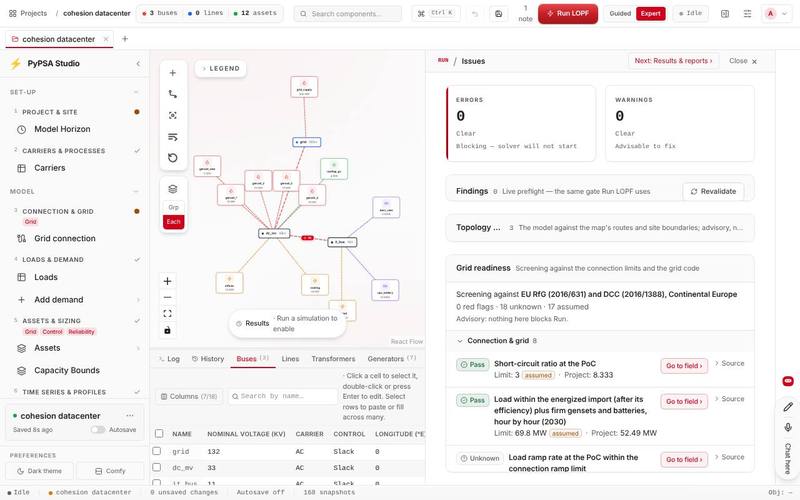 Projects / cohesion datacenter 3 buses 0 lines 12 assets Search components... Ctrl K 1 note Run LOPF Guided Expert Idle A
cohesion datacenter × +
PyPSA Studio
SET-UP
1 PROJECT & SITE
Model Horizon
2 CARRIERS & PROCESSES
Carriers
MODEL
3 CONNECTION & GRID
Grid
Grid connection
4 LOADS & DEMAND
Loads
Add demand
5 ASSETS & SIZING
Grid Control Reliability
Assets
Capacity Bounds
6 TIME SERIES & PROFILES
cohesion datacenter
Saved 8s ago Autosave
PREFERENCES
Dark theme Comfy
LEGEND
Grp
Each
grid
dc_mv
Results · Run a simulation to enable
React Flow
Log History Buses (3) Lines Transformers Generators (7)
Columns (7/18) Search by name…
· Click a cell to select it, double-click or press Enter to edit. Select rows to paste or fill across many.
NAME NOMINAL VOLTAGE (KV) CARRIER CONTROL LONGITUDE (°E)
grid 132 AC Slack 0
dc_mv 33 AC Slack 0
it_bus 11 AC Slack 0
RUN / Issues Next: Results & reports › Close ×
ERRORS
0
Clear
Blocking — solver will not start
WARNINGS
0
Clear
Advisable to fix
Findings 0 Live preflight — the same gate Run LOPF uses Revalidate
Topology ... 3 The model against the map's routes and site boundaries; advisory, n...
Grid readiness Screening against the connection limits and the grid code
Screening against EU RfG (2016/631) and DCC (2016/1388), Continental Europe
0 red flags · 18 unknown · 17 assumed
Advisory: nothing here blocks Run.
Connection & grid 8
Pass Short-circuit ratio at the PoC Go to field › Source
Limit: 3 assumed · Project: 8.333
Pass Load within the energized import (after its efficiency) plus firm gensets and batteries, hour by hour (2030) Go to field › Source
Limit: 69.8 MW assumed · Project: 52.49 MW
Unknown Load ramp rate at the PoC within the connection ramp limit Go to field › Source
Chat here
Idle cohesion datacenter 0 unsaved changes Autosave off 168 snapshots Obj: —